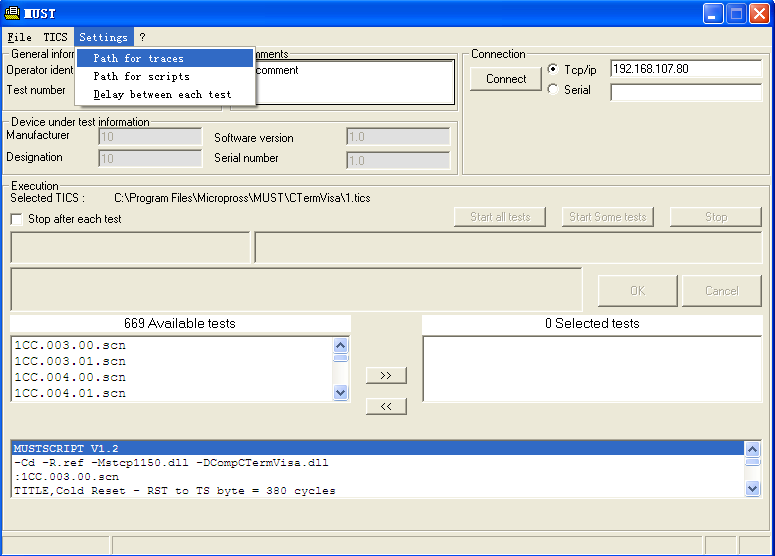 MUST
File TICS Settings ?
Path for traces
Path for scripts
Delay between each test
General infor
mments
Connection
Operator ident
comment
Connect
Tcp/ip
192.168.107.80
Test number
Serial
Device under test information
Manufacturer 10 Software version 1.0
Designation 10 Serial number 1.0
Execution
Selected TICS : C:\Program Files\Micropross\MUST\CTermVisa\1.tics
Stop after each test
Start all tests Start Some tests Stop
OK Cancel
669 Available tests
0 Selected tests
1CC.003.00.scn
1CC.003.01.scn
1CC.004.00.scn
1CC.004.01.scn
>>
<<
MUSTSCRIPT V1.2
-Cd -R.ref -Mstcp1150.dll -DCompCTermVisa.dll
:1CC.003.00.scn
TITLE,Cold Reset - RST to TS byte = 380 cycles